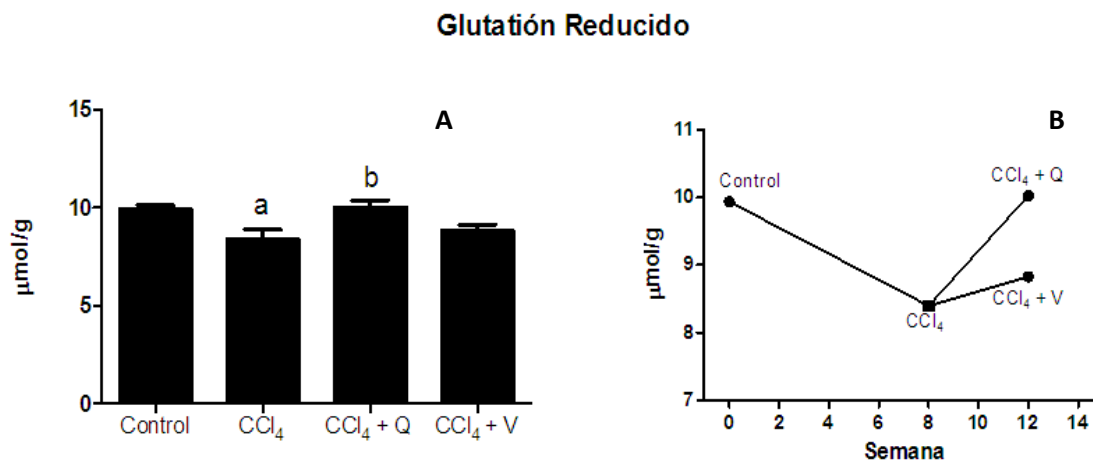 Glutatión Reducido
A
15
10
5
0
µmol/g
a
b
Control
CCl₄
CCl₄ + Q
CCl₄ + V
B
11
10
9
8
7
µmol/g
Control
CCl₄ + Q
CCl₄ + V
CCl₄
0 2 4 6 8 10 12 14
Semana